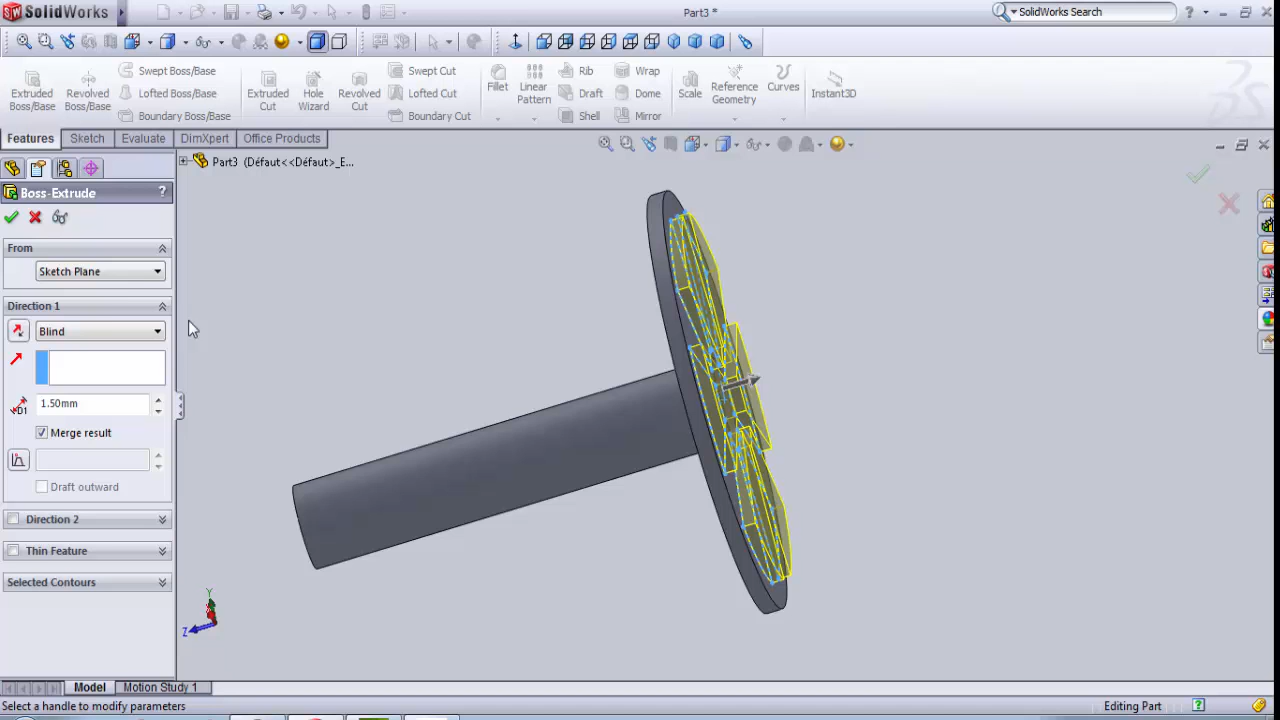 SW SolidWorks
Part3 *
SolidWorks Search
?
Extruded Boss/Base
Revolved Boss/Base
Swept Boss/Base
Lofted Boss/Base
Boundary Boss/Base
Extruded Cut
Hole Wizard
Revolved Cut
Swept Cut
Lofted Cut
Boundary Cut
Fillet
Linear Pattern
Rib
Draft
Shell
Wrap
Dome
Mirror
Scale
Reference Geometry
Curves
Instant3D
Features
Sketch
Evaluate
DimXpert
Office Products
Part3 (Défaut<<Défaut>_E...
Boss-Extrude
?
From
Sketch Plane
Direction 1
Blind
D1
1.50mm
Merge result
Draft outward
Direction 2
Thin Feature
Selected Contours
Y
Z
Model
Motion Study 1
Select a handle to modify parameters
Editing Part
?